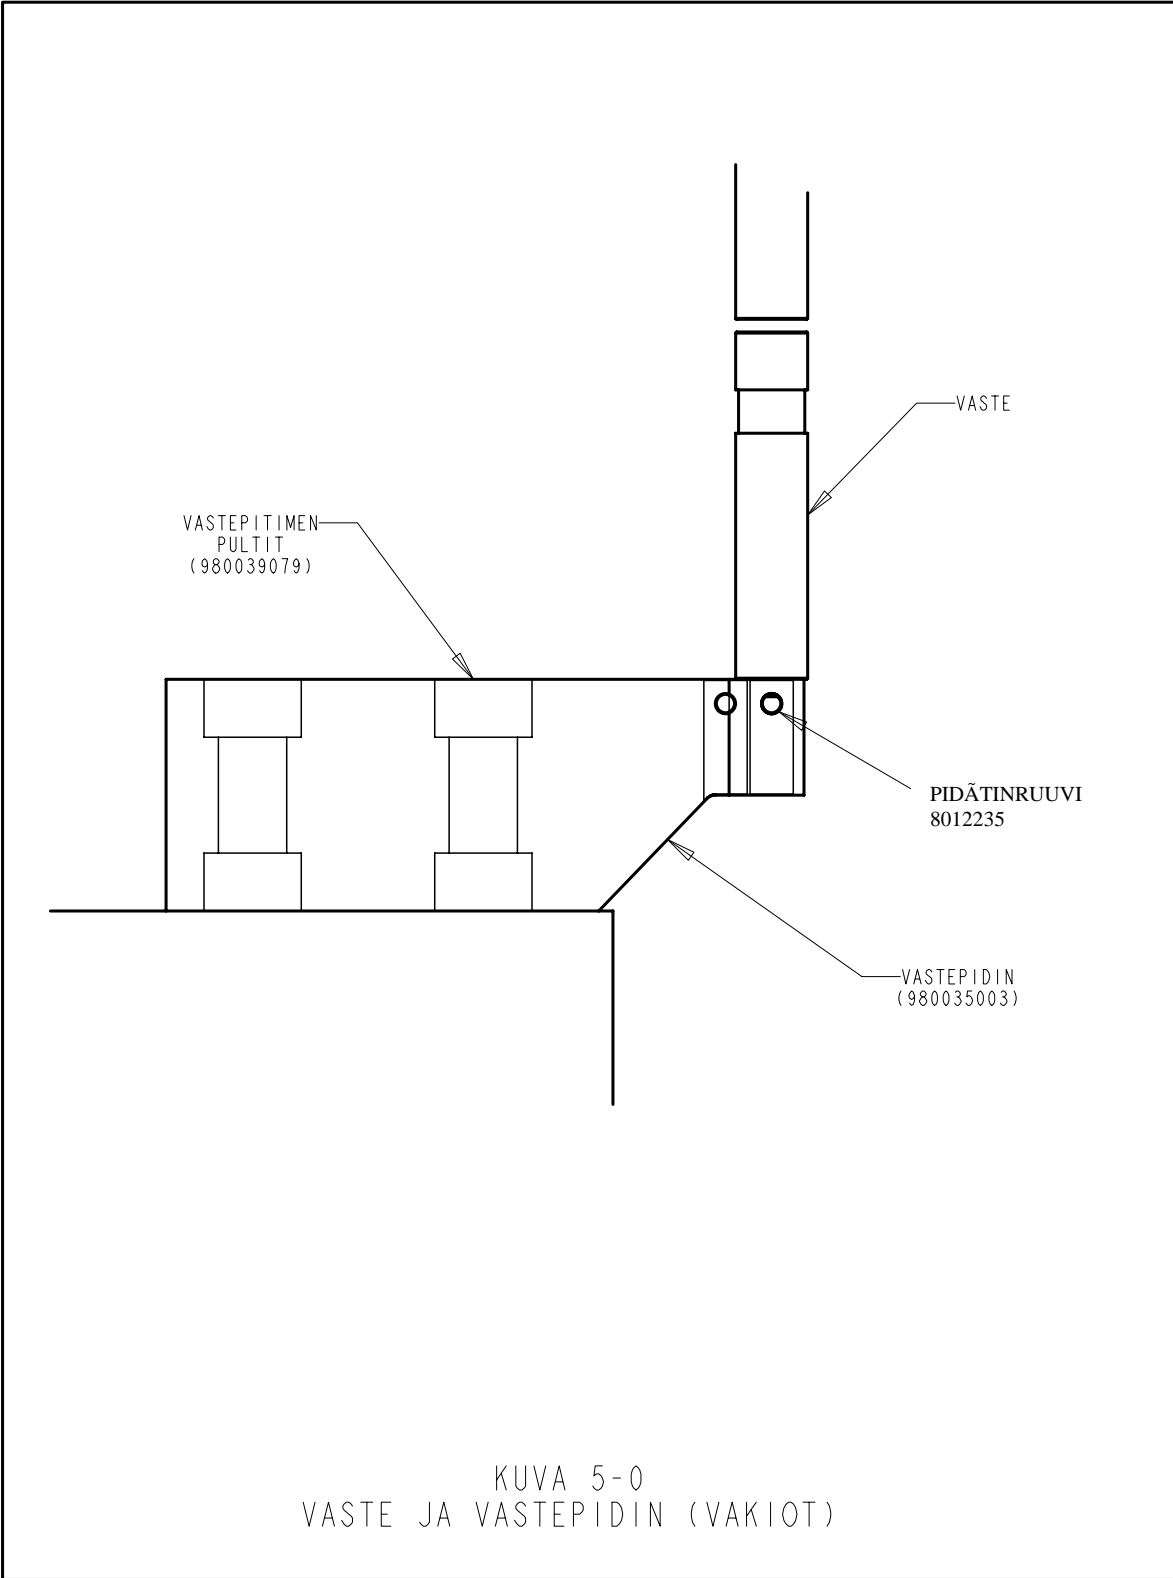 VASTE
VASTEPITIMEN
PULTIT
(980039079)
PIDÃTINRUUVI
8012235
VASTEPIDIN
(980035003)
KUVA 5-0
VASTE JA VASTEPIDIN (VAKIOT)